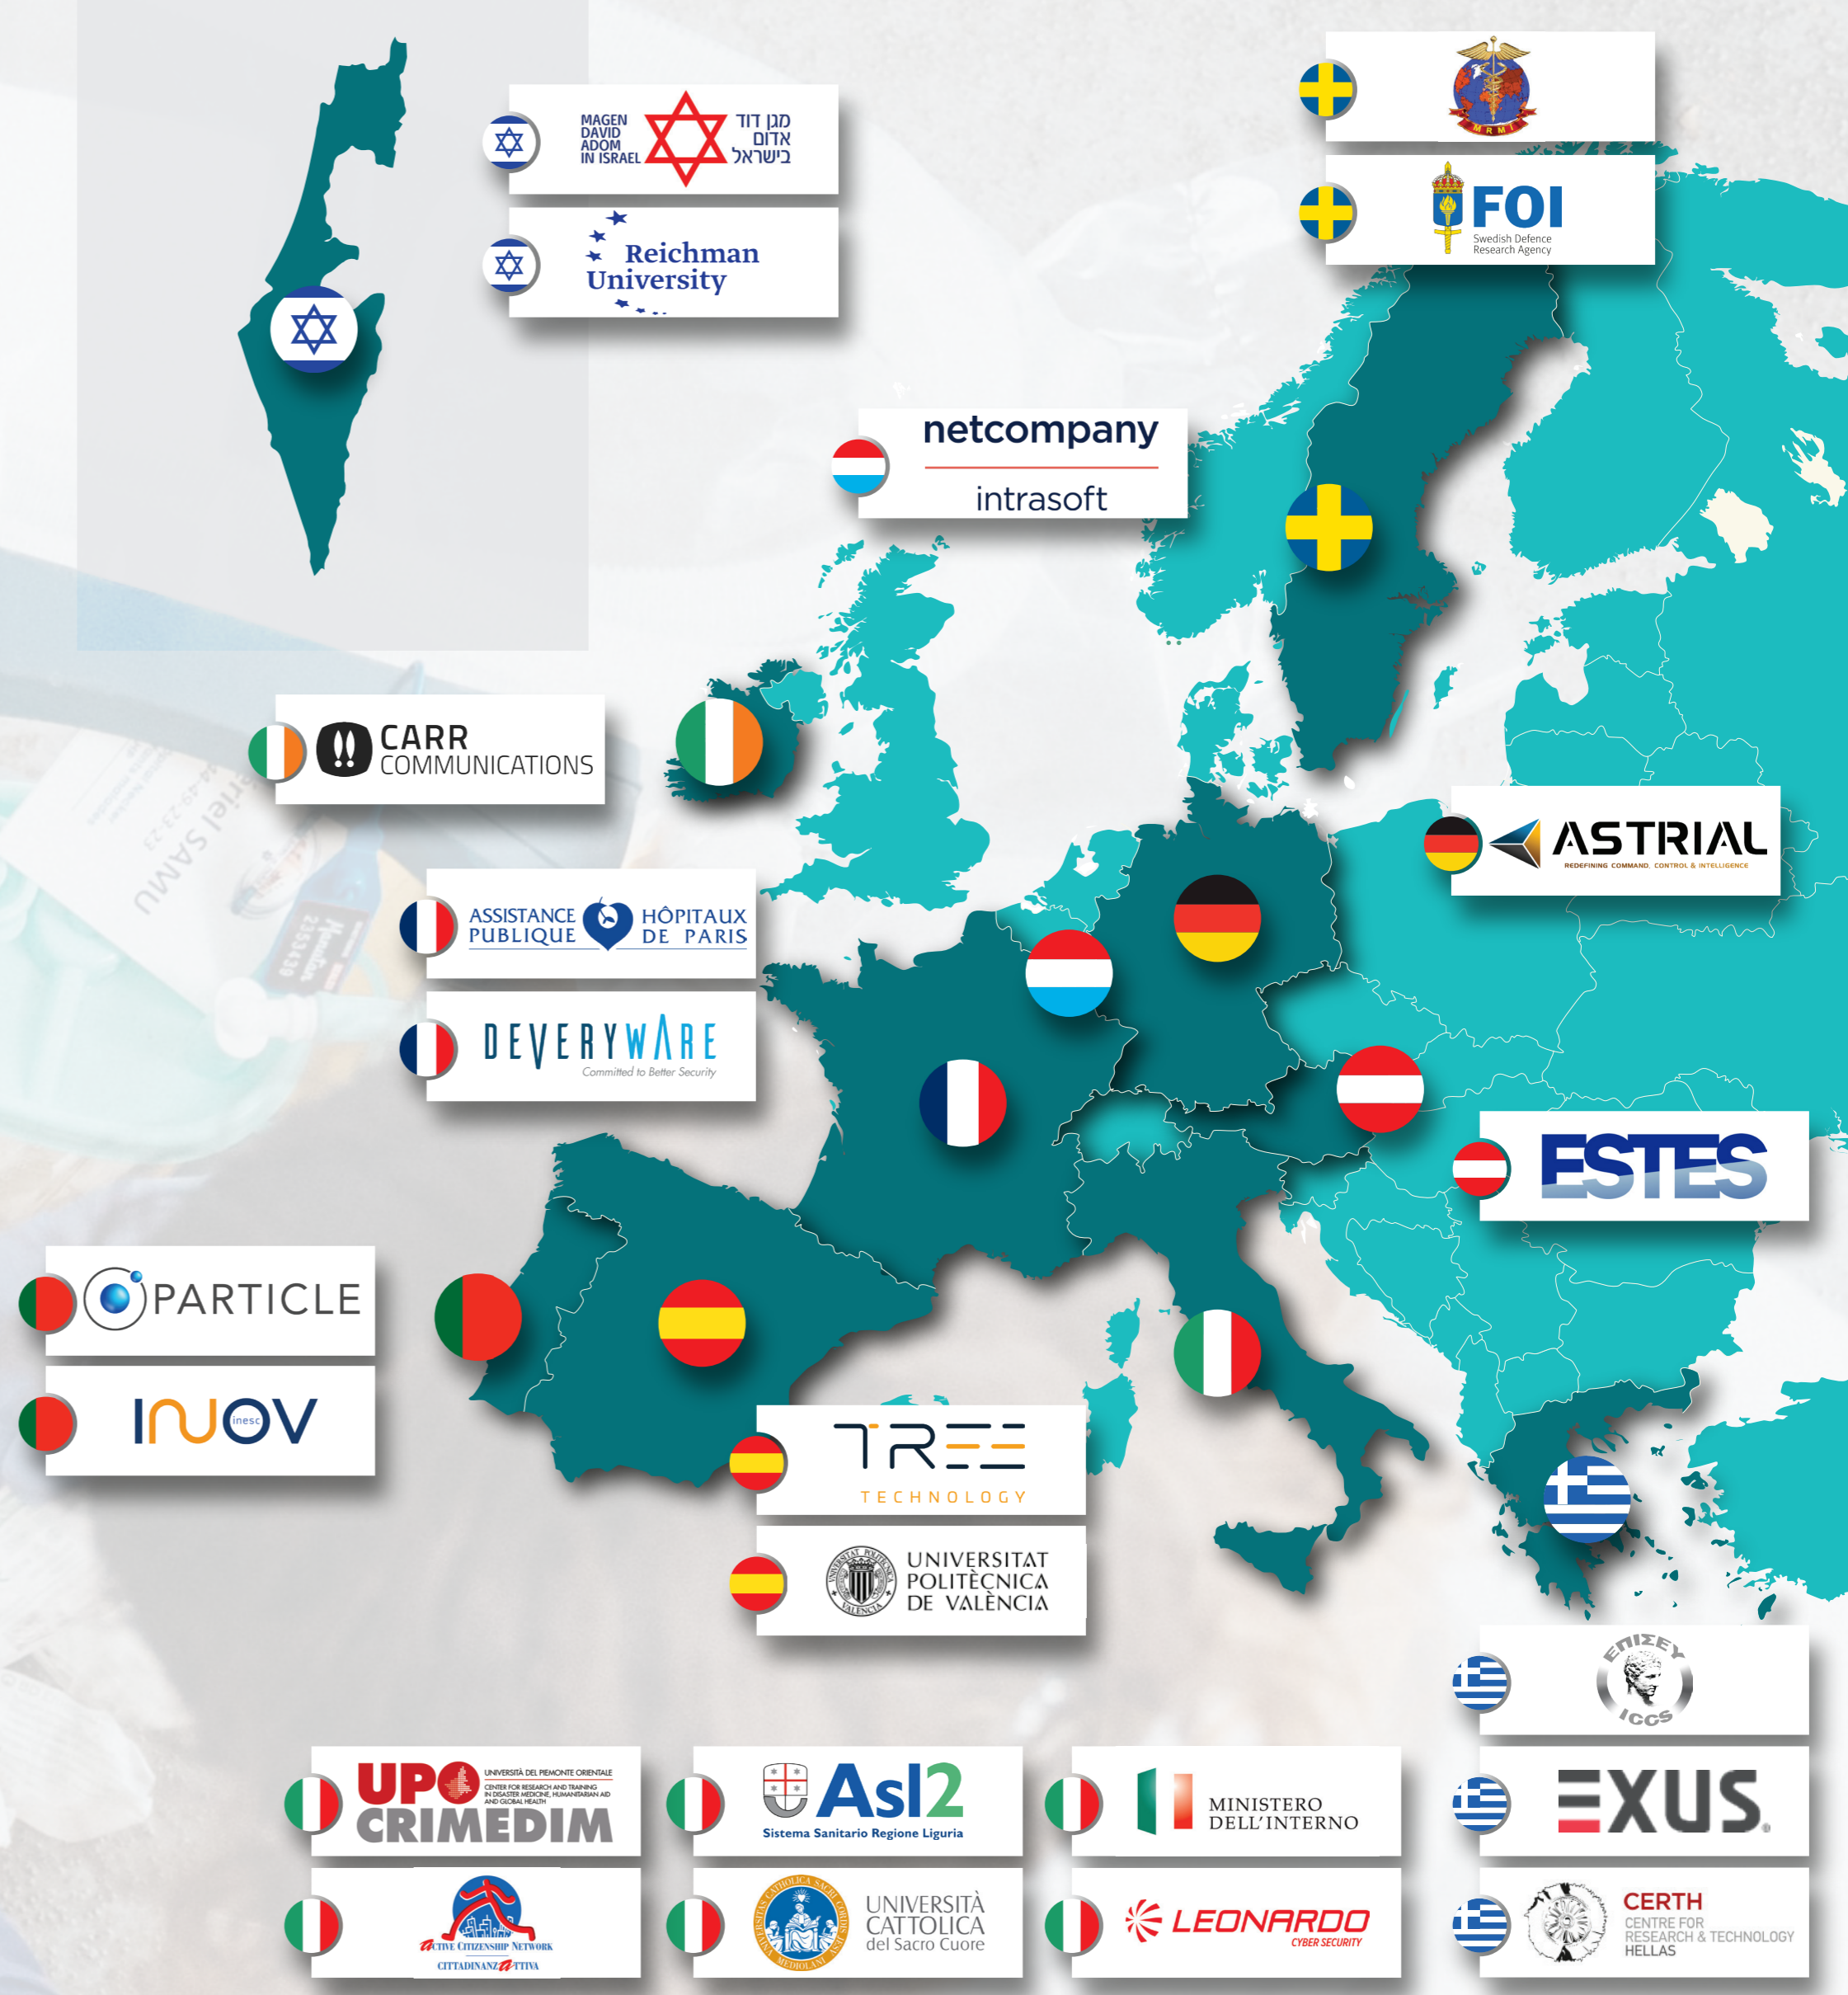 MAGEN
DAVID
ADOM
IN ISRAEL
מגן דוד
אדום
בישראל
Reichman
University
MRMI
FOI
Swedish Defence
Research Agency
netcompany
intrasoft
CARR
COMMUNICATIONS
ASTRIAL
REDEFINING COMMAND, CONTROL & INTELLIGENCE
ASSISTANCE
PUBLIQUE
HÔPITAUX
DE PARIS
DEVERYWARE
Committed to Better Security
ESTES
PARTICLE
INOV
inesc
TREE
TECHNOLOGY
UNIVERSITAT
POLITÈCNICA
DE VALÈNCIA
ΕΠΙΣΕΥ
ICCS
UPO
UNIVERSITÀ DEL PIEMONTE ORIENTALE
CENTER FOR RESEARCH AND TRAINING
IN DISASTER MEDICINE, HUMANITARIAN AID
AND GLOBAL HEALTH
CRIMEDIM
Asl2
Sistema Sanitario Regione Liguria
MINISTERO
DELL'INTERNO
EXUS
ACTIVE CITIZENSHIP NETWORK
CITTADINANZATTIVA
UNIVERSITÀ
CATTOLICA
del Sacro Cuore
LEONARDO
CYBER SECURITY
CERTH
CENTRE FOR
RESEARCH & TECHNOLOGY
HELLAS
SAMU